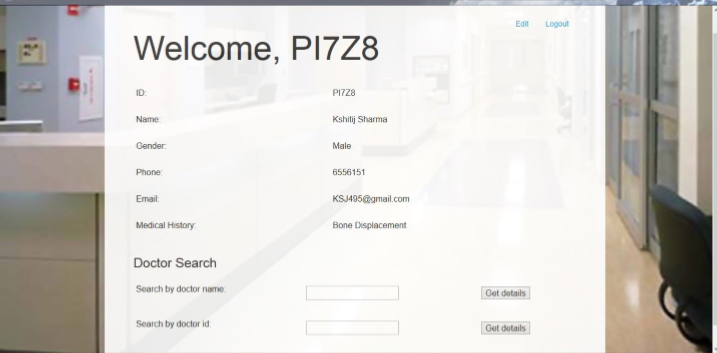 Edit Logout
Welcome, PI7Z8
ID: PI7Z8
Name: Kshitij Sharma
Gender: Male
Phone: 6556151
Email: KSJ495@gmail.com
Medical History: Bone Displacement
Doctor Search
Search by doctor name: Get details
Search by doctor id: Get details